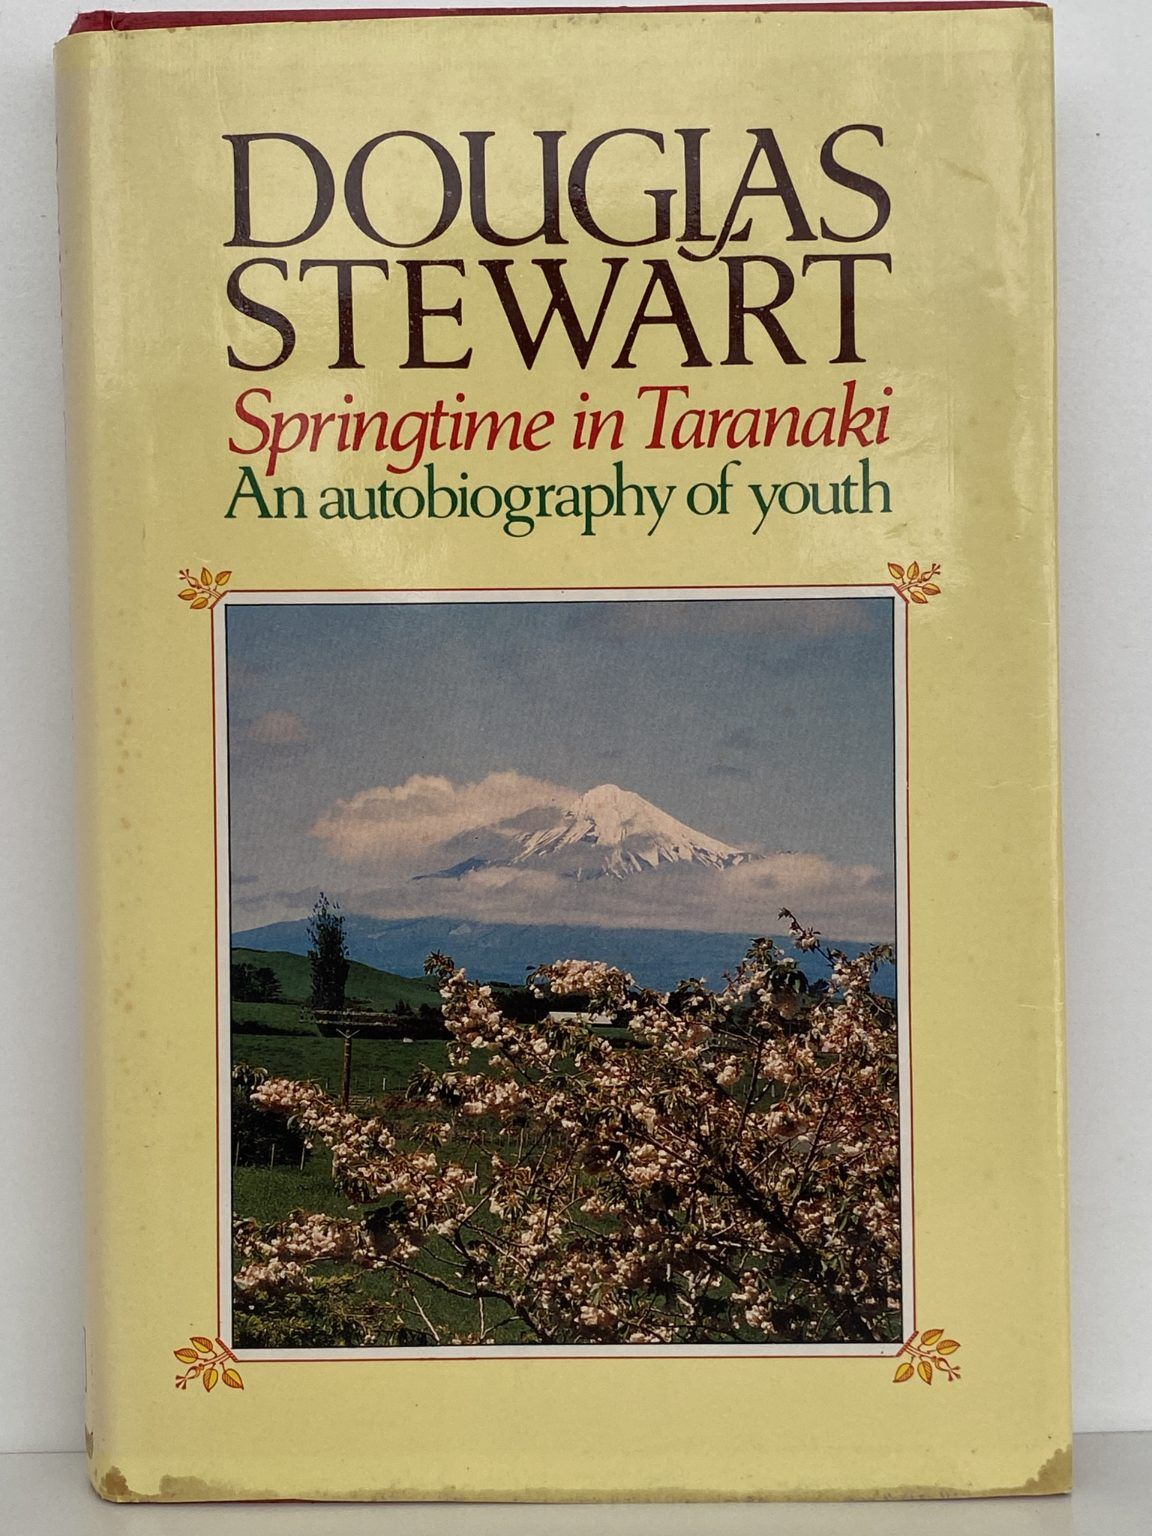 DOUGLAS
STEWART
Springtime in Taranaki
An autobiography of youth